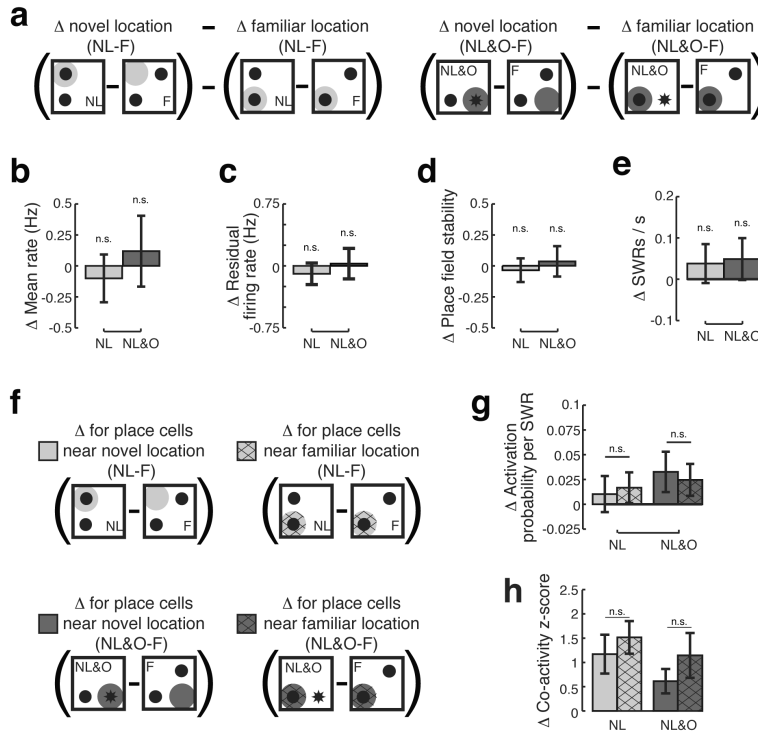 a
Δ novel location – Δ familiar location
(NL-F) (NL-F)
NL F NL F
Δ novel location – Δ familiar location
(NL&O-F) (NL&O-F)
NL&O F NL&O F
b
Δ Mean rate (Hz)
0.5
0.25
0
-0.25
-0.5
n.s.
n.s.
NL NL&O
c
Δ Residual
firing rate (Hz)
0.75
0
-0.75
n.s.
n.s.
NL NL&O
d
Δ Place field stability
0.5
0.25
0
-0.25
-0.5
n.s.
n.s.
NL NL&O
e
Δ SWRs / s
0.2
0.1
0
-0.1
n.s.
n.s.
NL NL&O
f
Δ for place cells
near novel location
(NL-F)
NL F
Δ for place cells
near familiar location
(NL-F)
NL F
Δ for place cells
near novel location
(NL&O-F)
NL&O F
Δ for place cells
near familiar location
(NL&O-F)
NL&O F
g
Δ Activation
probability per SWR
0.1
0.075
0.05
0.025
0
-0.025
n.s.
n.s.
NL NL&O
h
Δ Co-activity z-score
2.5
2
1.5
1
0.5
0
n.s.
n.s.
NL NL&O